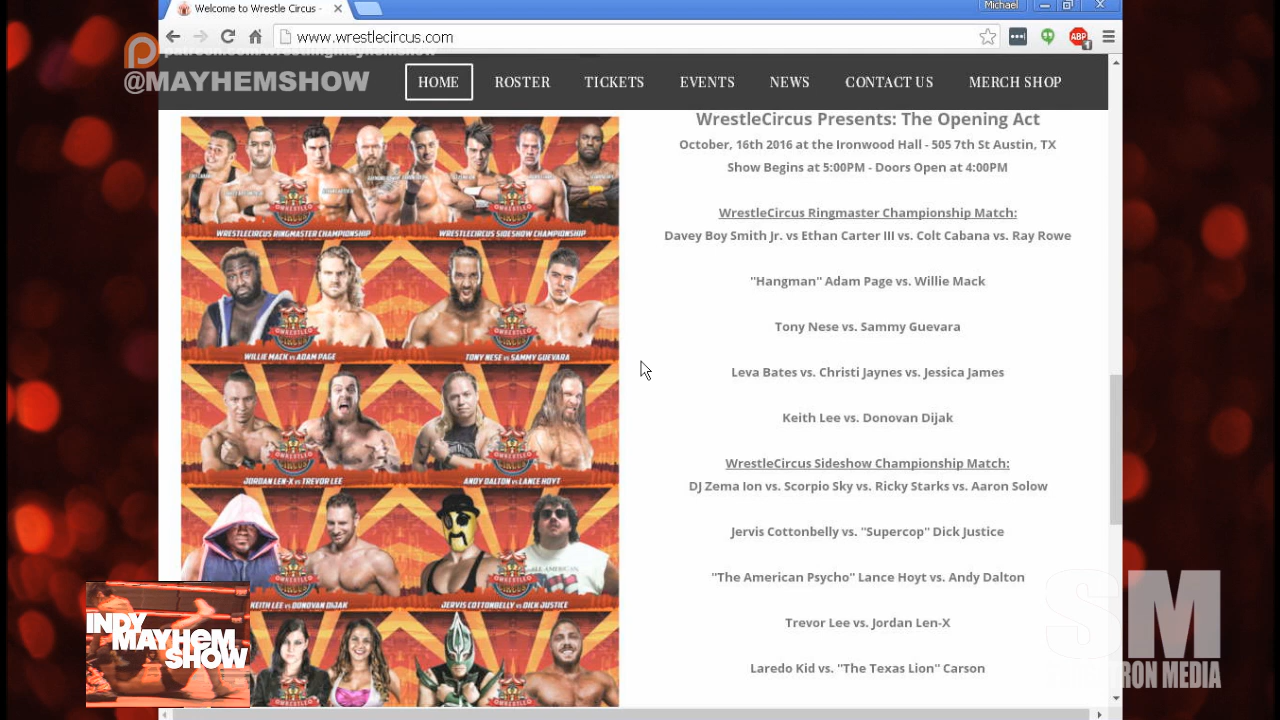 Welcome to Wrestle Circus -
Michael
www.wrestlecircus.com
ABP
1
patreon.com/wrestlingmayhemshow
@MAYHEMSHOW
HOME
ROSTER
TICKETS
EVENTS
NEWS
CONTACT US
MERCH SHOP
WRESTLECIRCUS RINGMASTER CHAMPIONSHIP
WRESTLECIRCUS SIDESHOW CHAMPIONSHIP
WILLIE MACK vs ADAM PAGE
TONY NESE vs SAMMY GUEVARA
JORDAN LEN-X vs TREVOR LEE
ANDY DALTON vs LANCE HOYT
KEITH LEE vs DONOVAN DIJAK
JERVIS COTTONBELLY vs DICK JUSTICE
WrestleCircus Presents: The Opening Act
October, 16th 2016 at the Ironwood Hall - 505 7th St Austin, TX
Show Begins at 5:00PM - Doors Open at 4:00PM
WrestleCircus Ringmaster Championship Match:
Davey Boy Smith Jr. vs Ethan Carter III vs. Colt Cabana vs. Ray Rowe
"Hangman" Adam Page vs. Willie Mack
Tony Nese vs. Sammy Guevara
Leva Bates vs. Christi Jaynes vs. Jessica James
Keith Lee vs. Donovan Dijak
WrestleCircus Sideshow Championship Match:
DJ Zema Ion vs. Scorpio Sky vs. Ricky Starks vs. Aaron Solow
Jervis Cottonbelly vs. "Supercop" Dick Justice
"The American Psycho" Lance Hoyt vs. Andy Dalton
Trevor Lee vs. Jordan Len-X
Laredo Kid vs. "The Texas Lion" Carson
INDY
MAYHEM
SHOW
SM
TRON MEDIA